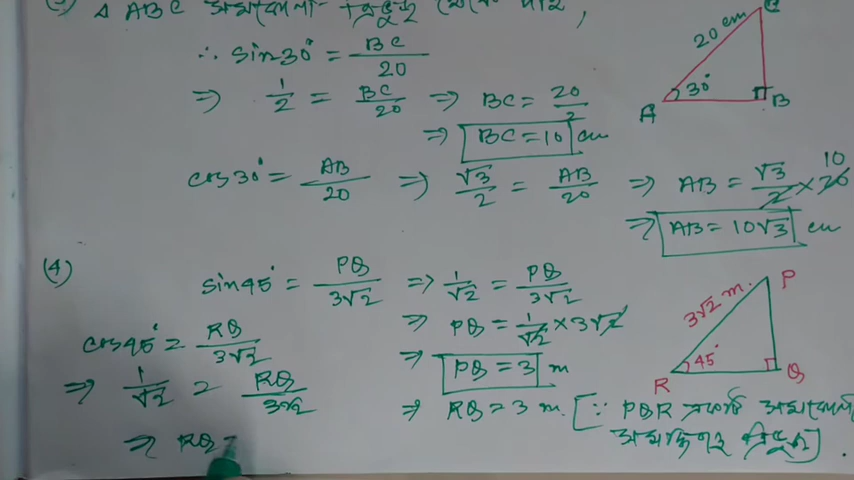 Δ ABC
∴ sin30° = BC/20
20 cm
⇒ 1/2 = BC/20 ⇒ BC = 20/2
30°
A
B
⇒ BC = 10 cm
cos30° = AB/20 ⇒ √3/2 = AB/20 ⇒ AB = √3/2 × 20 10
⇒ AB = 10√3 cm
(4) sin45° = PQ/3√2 ⇒ 1/√2 = PQ/3√2
P
3√2 m.
45°
R
Q
⇒ PQ = 1/√2 × 3√2
cos45° = RQ/3√2
⇒ PQ = 3 m
⇒ 1/√2 = RQ/3√2
⇒ RQ = 3 m. [∵ PQR
⇒ RQ =